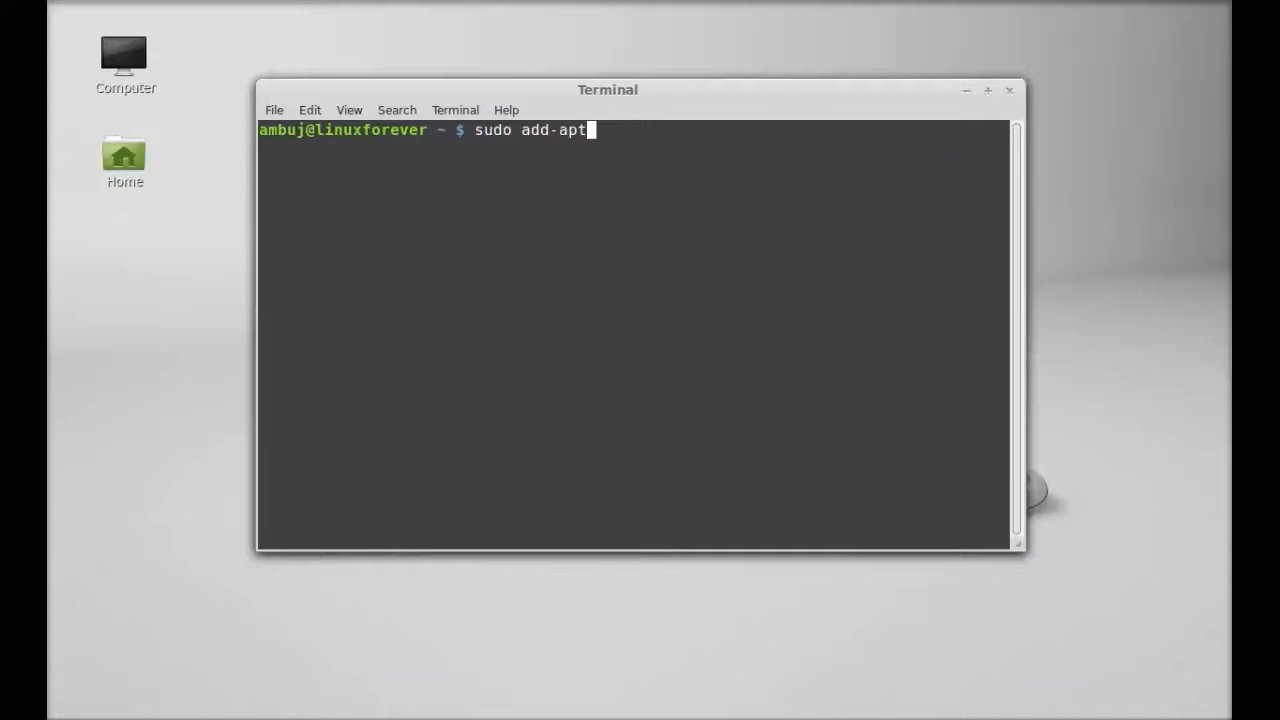 Computer
Home
Terminal
File Edit View Search Terminal Help
ambuj@linuxforever ~ $ sudo add-apt